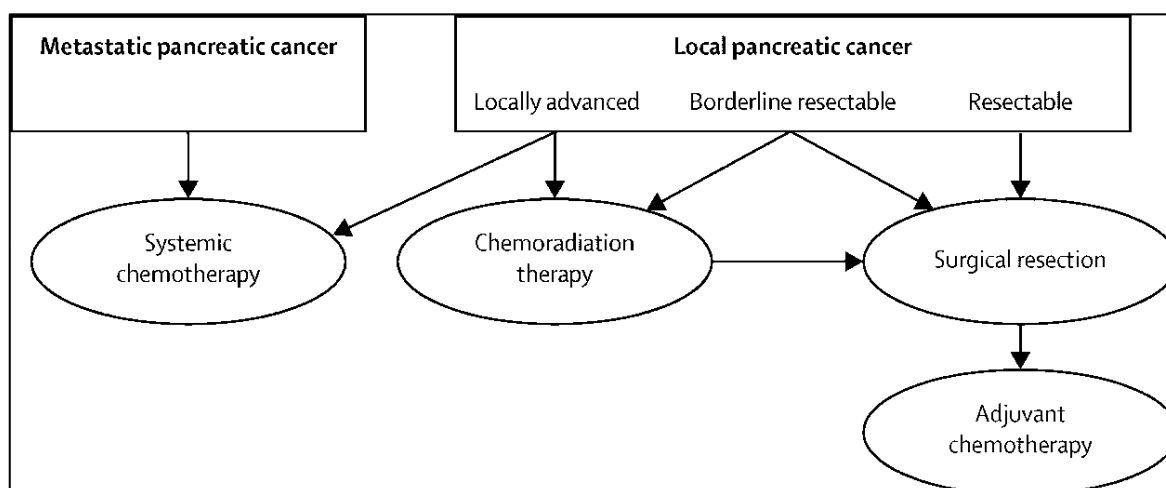 Metastatic pancreatic cancer
Local pancreatic cancer
Locally advanced
Borderline resectable
Resectable
Systemic
chemotherapy
Chemoradiation
therapy
Surgical resection
Adjuvant
chemotherapy